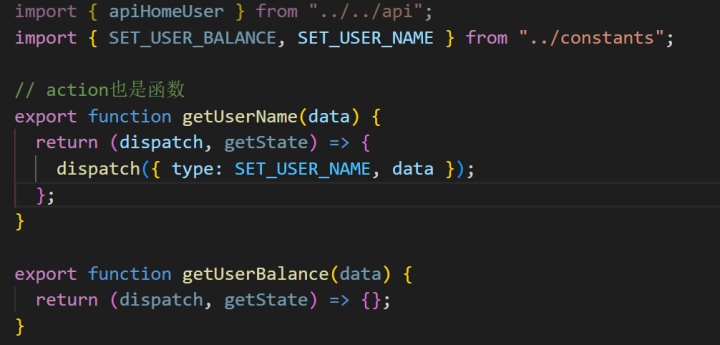 import { apiHomeUser } from "../../api";
import { SET_USER_BALANCE, SET_USER_NAME } from "../constants";
// action也是函数
export function getUserName(data) {
return (dispatch, getState) => {
dispatch({ type: SET_USER_NAME, data });
};
}
export function getUserBalance(data) {
return (dispatch, getState) => {};
}